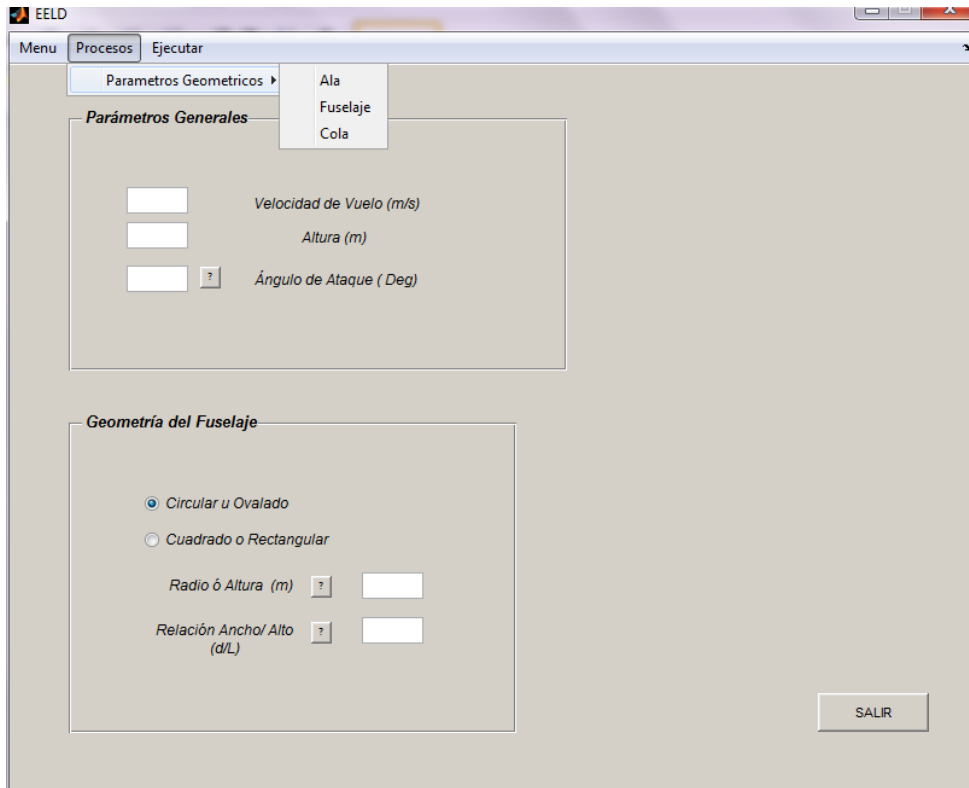 EELD
Menu Procesos Ejecutar
Parametros Geometricos
Ala
Fuselaje
Cola
Parámetros Generales
Velocidad de Vuelo (m/s)
Altura (m)
? Ángulo de Ataque ( Deg)
Geometría del Fuselaje
Circular u Ovalado
Cuadrado o Rectangular
Radio ó Altura (m) ?
Relación Ancho/ Alto ?
(d/L)
SALIR